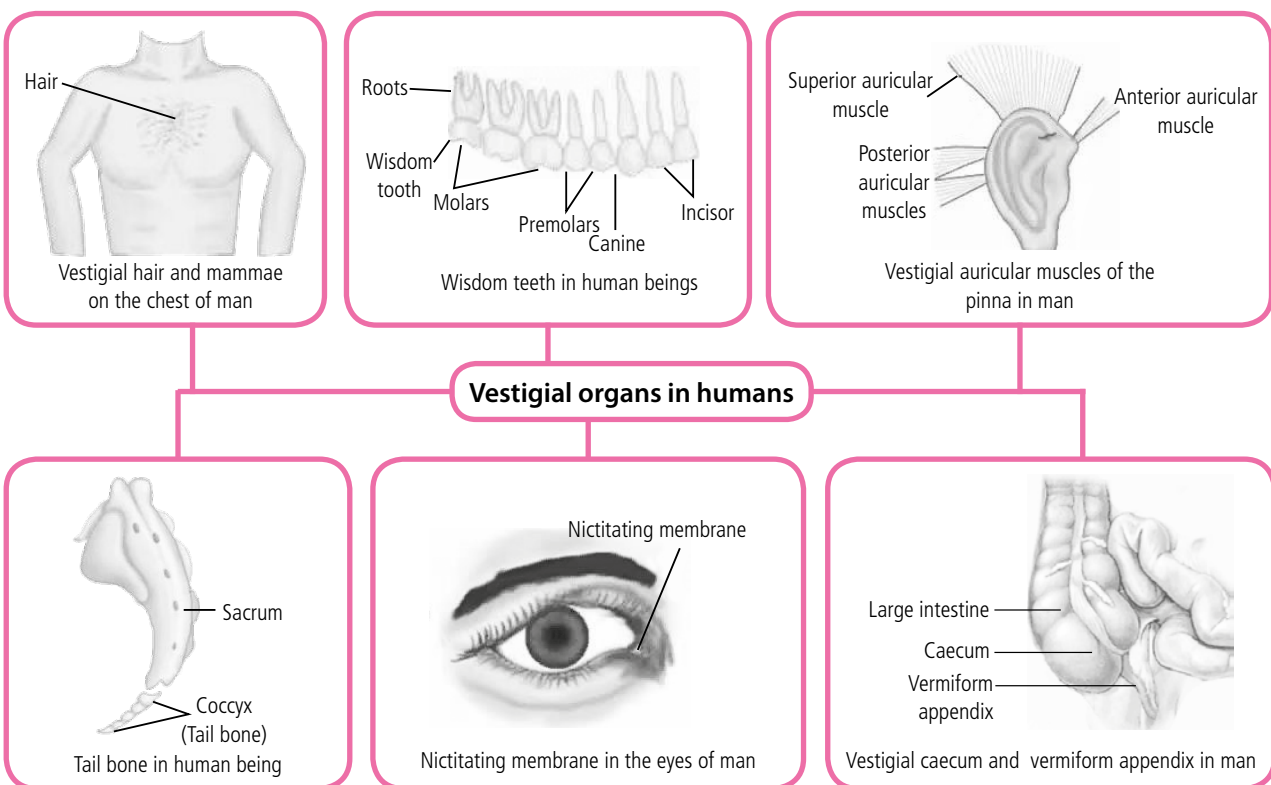 Hair
Vestigial hair and mammae
on the chest of man
Roots
Wisdom
tooth
Molars
Premolars
Canine
Incisor
Wisdom teeth in human beings
Superior auricular
muscle
Anterior auricular
muscle
Posterior
auricular
muscles
Vestigial auricular muscles of the
pinna in man
Vestigial organs in humans
Sacrum
Coccyx
(Tail bone)
Tail bone in human being
Nictitating membrane
Nictitating membrane in the eyes of man
Large intestine
Caecum
Vermiform
appendix
Vestigial caecum and vermiform appendix in man